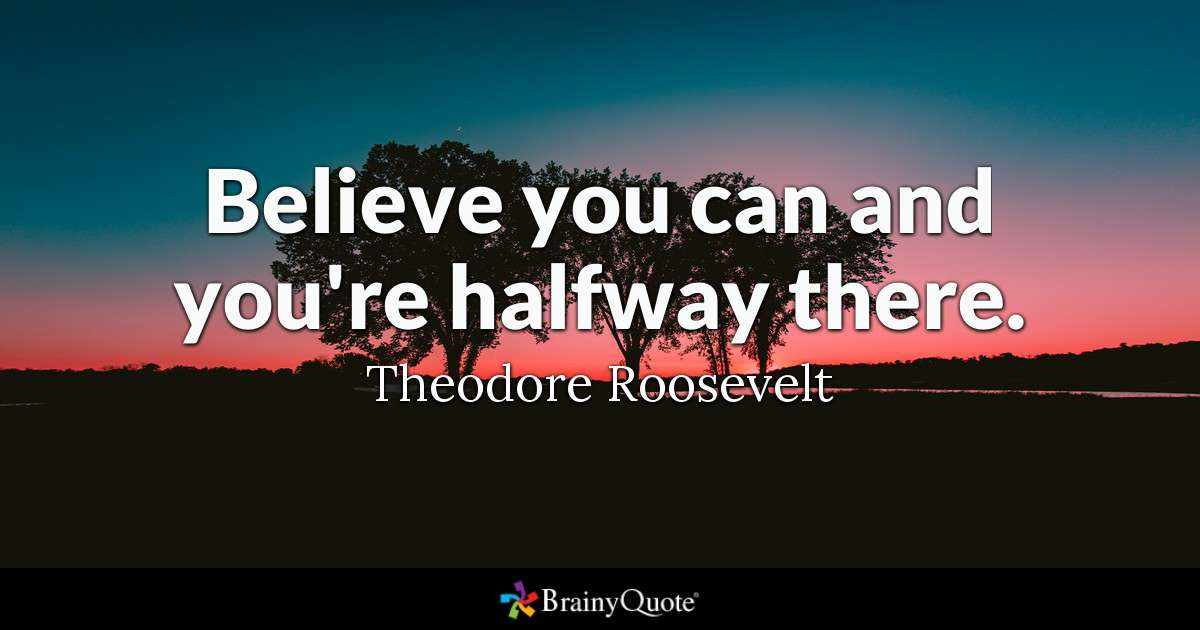 Believe you can and
you're halfway there.
Theodore Roosevelt
BrainyQuote®